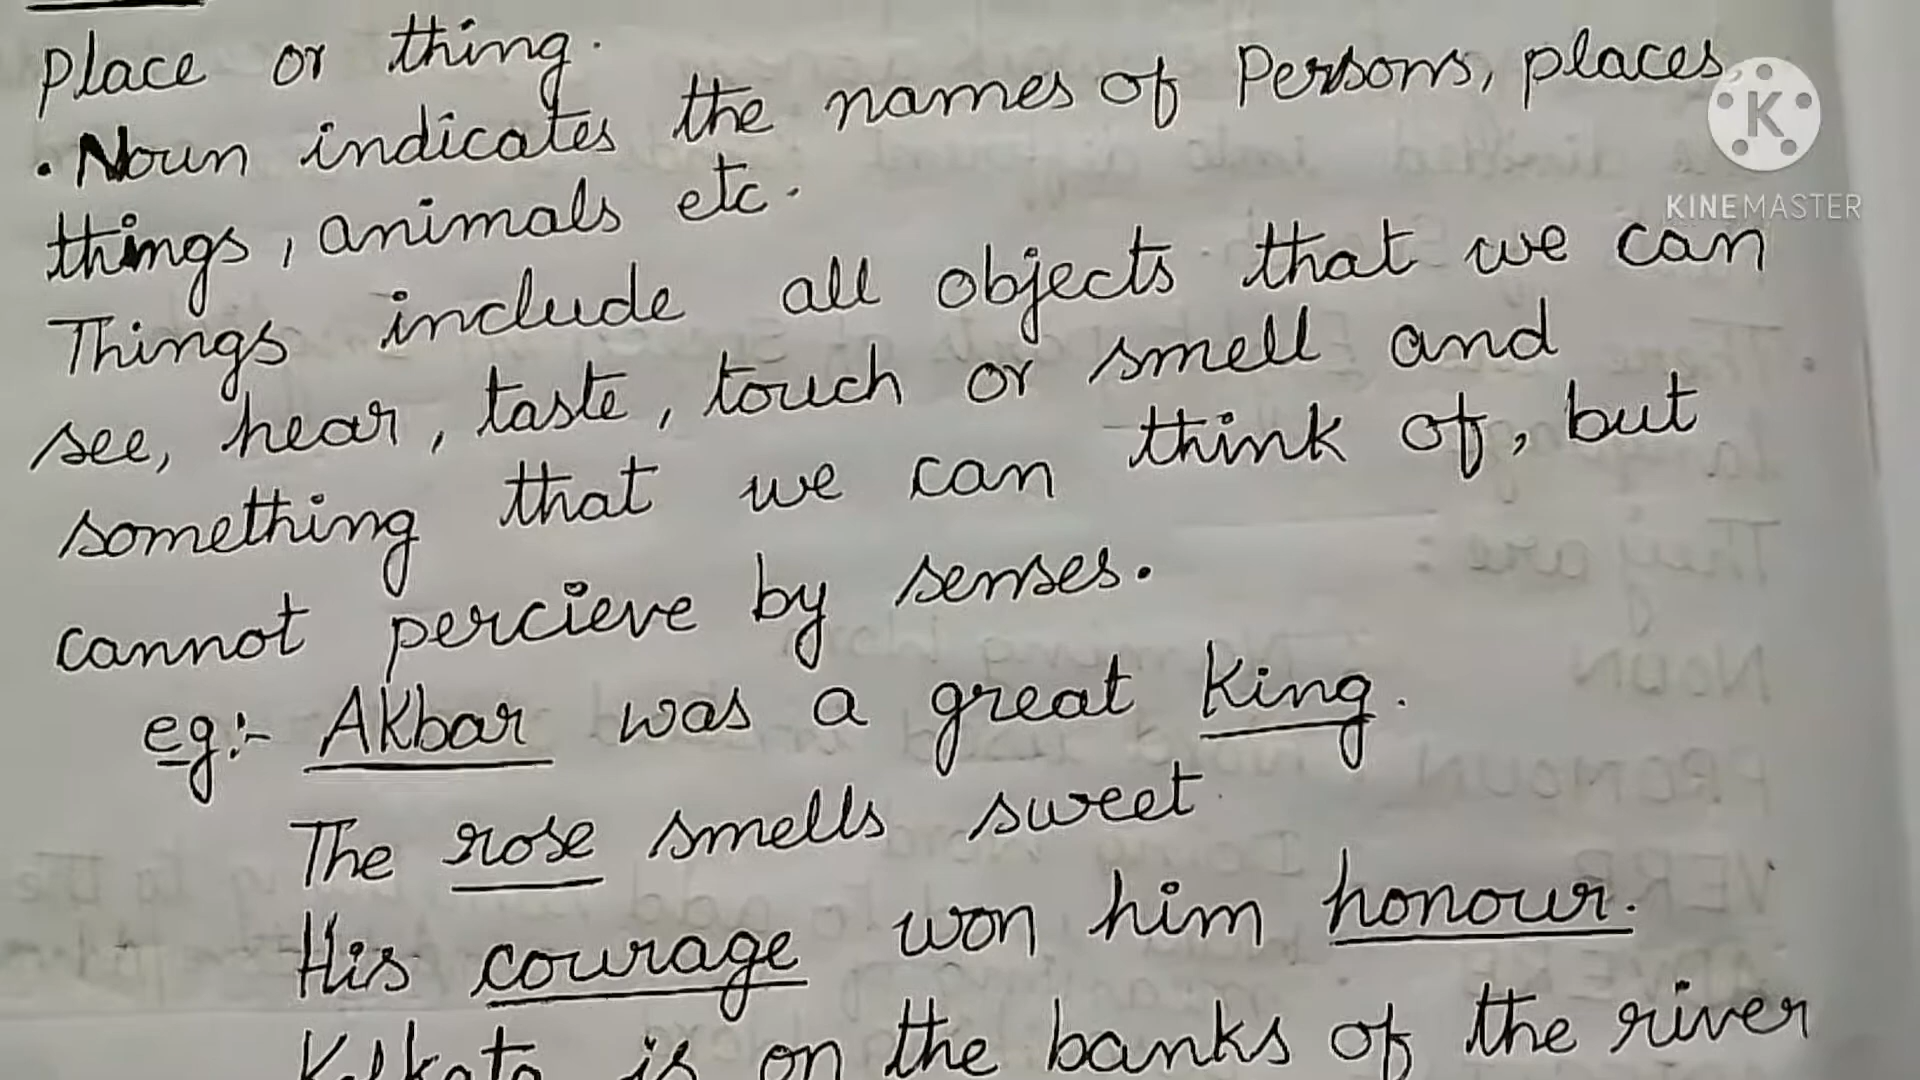 place or thing.
• Noun indicates the names of Persons, places,
things, animals etc.
Things include all objects that we can
see, hear, taste, touch or smell and
something that we can think of, but
cannot percieve by senses.
eg:- Akbar was a great king.
The rose smells sweet
His courage won him honour.
Kolkata is on the banks of the river
K
KINEMASTER